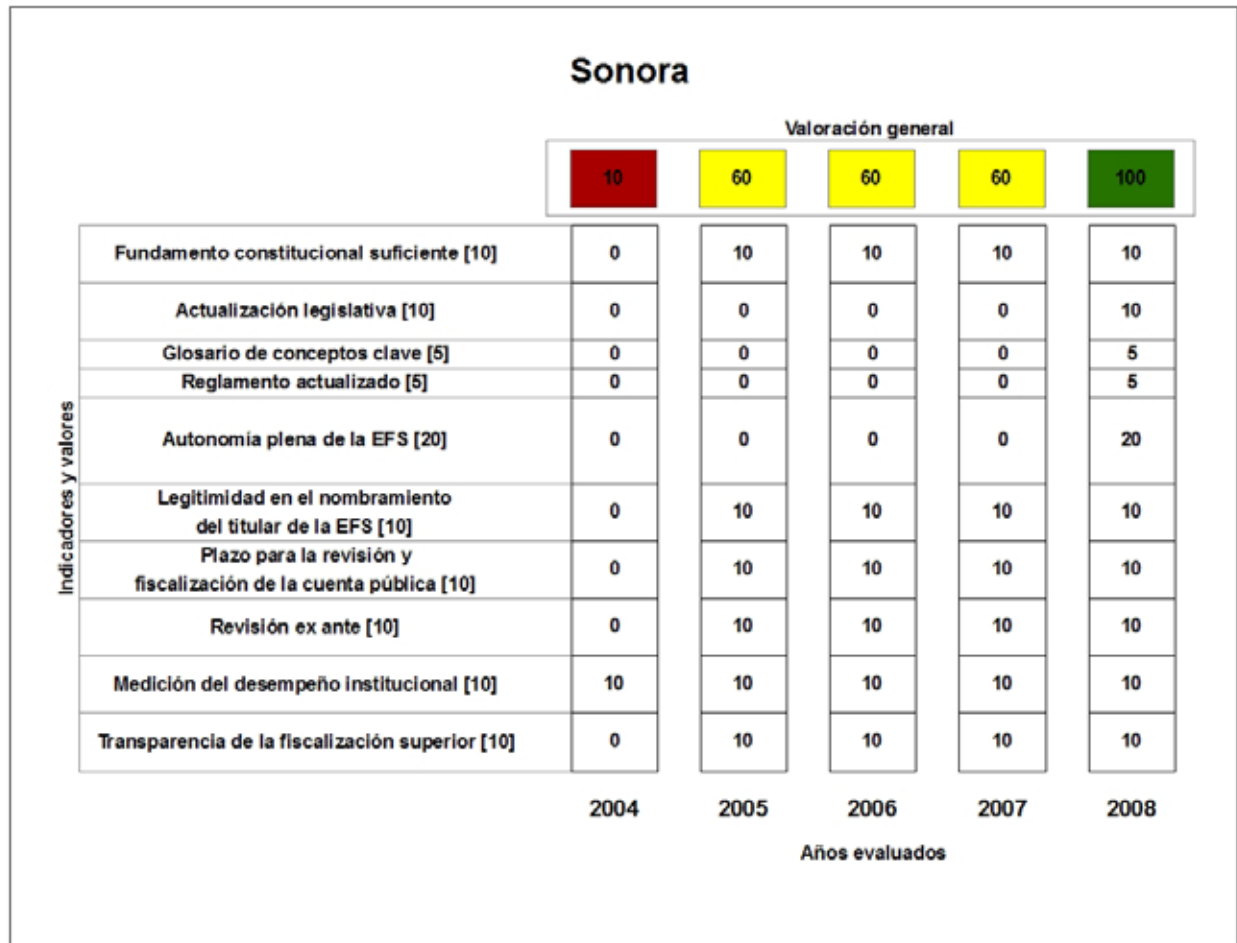 Sonora
Valoración general
10 60 60 60 100
Indicadores y valores
Fundamento constitucional suficiente [10] 0 10 10 10 10
Actualización legislativa [10] 0 0 0 0 10
Glosario de conceptos clave [5] 0 0 0 0 5
Reglamento actualizado [5] 0 0 0 0 5
Autonomía plena de la EFS [20] 0 0 0 0 20
Legitimidad en el nombramiento
del titular de la EFS [10] 0 10 10 10 10
Plazo para la revisión y
fiscalización de la cuenta pública [10] 0 10 10 10 10
Revisión ex ante [10] 0 10 10 10 10
Medición del desempeño institucional [10] 10 10 10 10 10
Transparencia de la fiscalización superior [10] 0 10 10 10 10
2004 2005 2006 2007 2008
Años evaluados